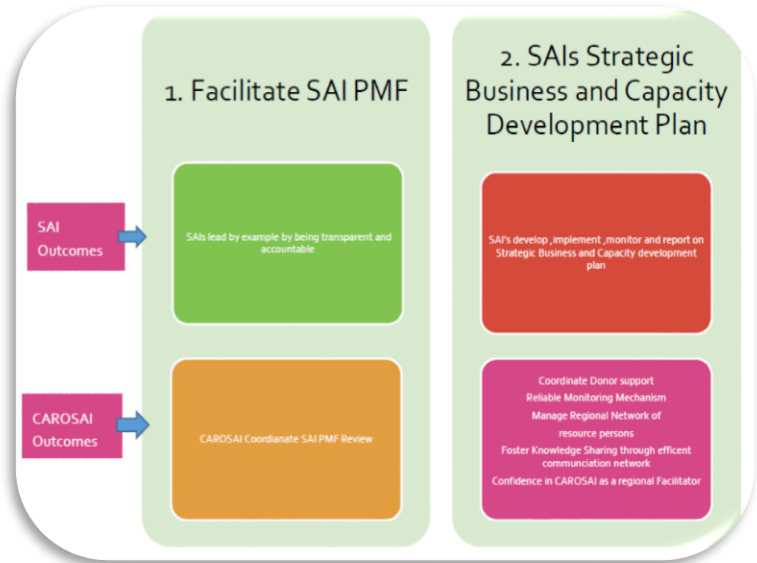 1. Facilitate SAI PMF
2. SAIs Strategic
Business and Capacity
Development Plan
SAI
Outcomes
SAIs lead by example by being transparent and
accountable
SAI's develop ,implement ,monitor and report on
Strategic Business and Capacity development
plan
CAROSAI
Outcomes
CAROSAI Coordianate SAI PMF Review
Coordinate Donor support
Reliable Monitoring Mechanism
Manage Regional Network of
resource persons
Foster Knowledge Sharing through efficent
communciation network
Confidence in CAROSAI as a regional Facilitator